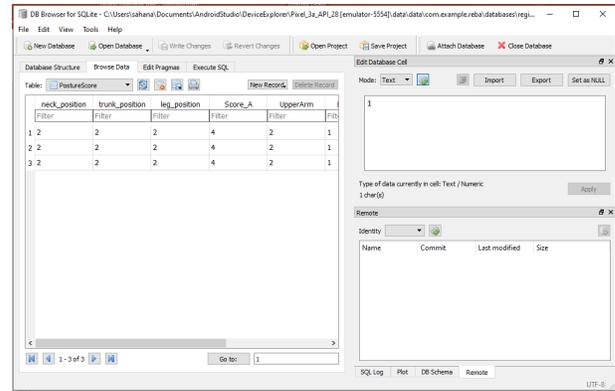 DB Browser for SQLite - C:\Users\sahana\Documents\AndroidStudio\DeviceExplorer\Pixel_3a_API_28 [emulator-5554]\data\data\com.example.reba\databases\regi...
File Edit View Tools Help
New Database Open Database Write Changes Revert Changes Open Project Save Project Attach Database Close Database
Database Structure Browse Data Edit Pragmas Execute SQL
Table: PostureScore New Record Delete Record
neck_position trunk_position leg_position Score_A UpperArm
Filter Filter Filter Filter Filter Filt
1 2 2 2 4 2 1
2 2 2 2 4 2 1
3 2 2 2 4 2 1
1 - 3 of 3 Go to: 1
Edit Database Cell
Mode: Text Import Export Set as NULL
1
Type of data currently in cell: Text / Numeric
1 char(s)
Apply
Remote
Identity
Name Commit Last modified Size
SQL Log Plot DB Schema Remote
UTF-8